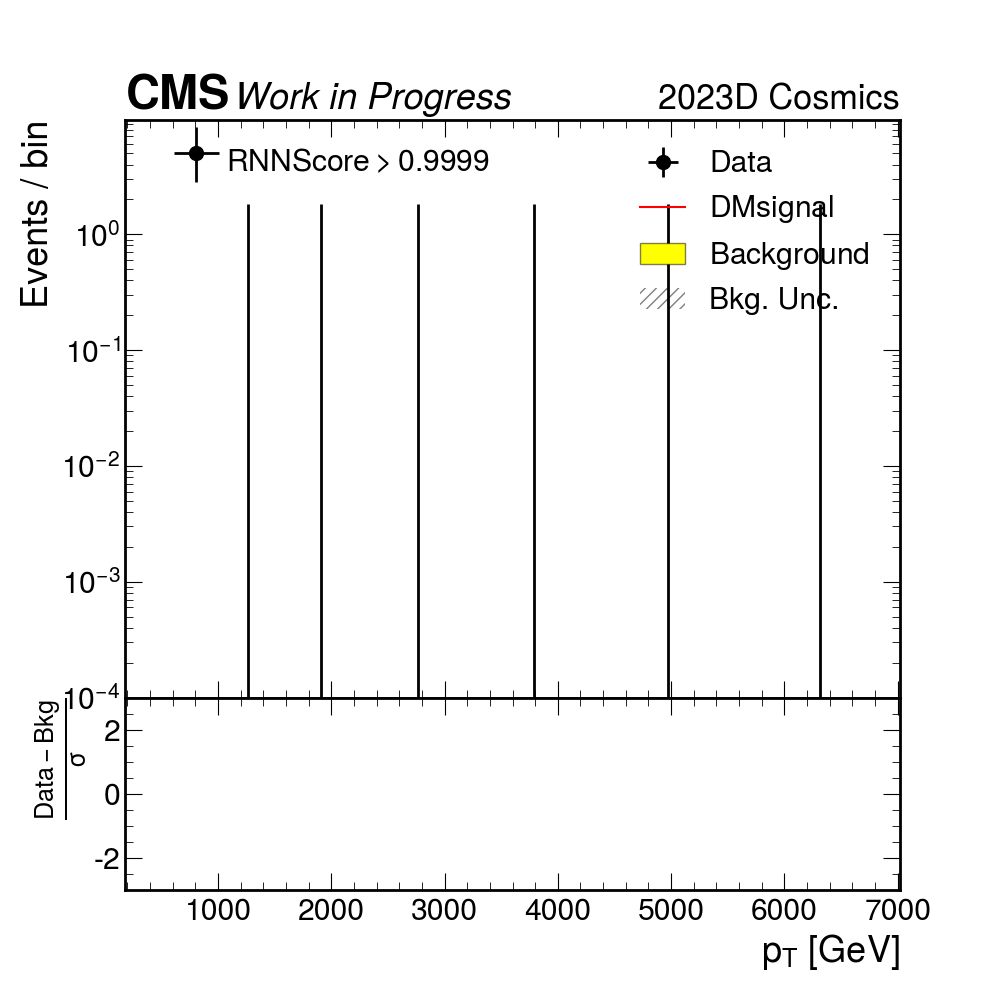 CMS Work in Progress 2023D Cosmics
Events / bin
RNNScore > 0.9999
Data
DMsignal
Background
Bkg. Unc.
10⁰
10⁻¹
10⁻²
10⁻³
10⁻⁴
Data – Bkg
σ
2
0
-2
1000 2000 3000 4000 5000 6000 7000
p_T [GeV]